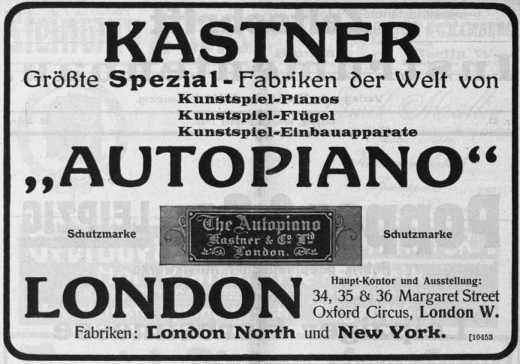 KASTNER
Größte Spezial-Fabriken der Welt von
Kunstspiel-Pianos
Kunstspiel-Flügel
Kunstspiel-Einbauapparate
„AUTOPIANO“
Schutzmarke
The Autopiano
Kastner & Co Ltd
London.
Schutzmarke
LONDON
Haupt-Kontor und Ausstellung:
34, 35 & 36 Margaret Street
Oxford Circus, London W.
Fabriken: London North und New York.
[10453